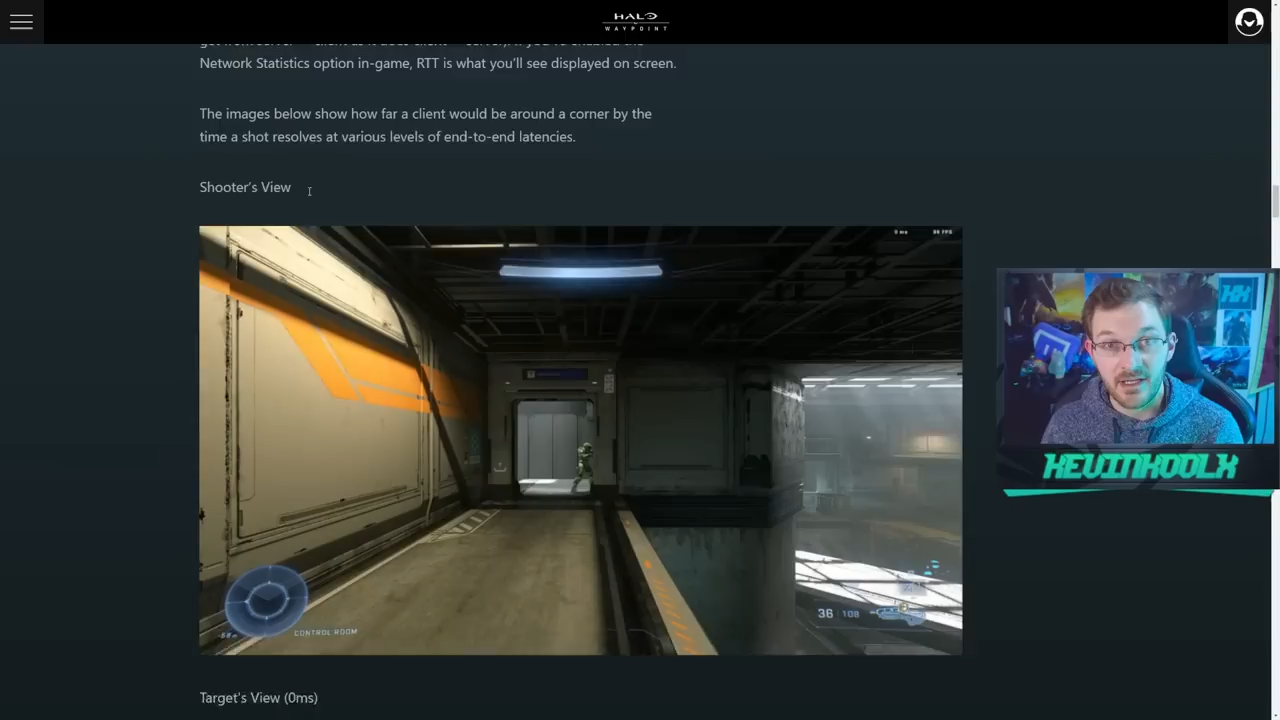 HALO
WAYPOINT
Network Statistics option in-game, RTT is what you'll see displayed on screen.
The images below show how far a client would be around a corner by the
time a shot resolves at various levels of end-to-end latencies.
Shooter's View
0 ms
KEVINKOOLX
36 108
CONTROL ROOM
Target's View (0ms)